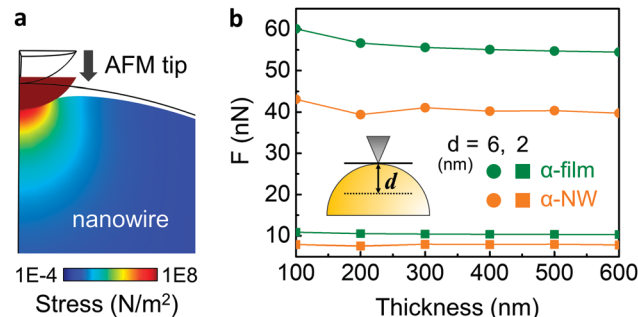 a
AFM tip
nanowire
1E-4 1E8
Stress (N/m²)
b
F (nN)
60
50
40
30
20
10
d = 6, 2
(nm)
α-film
α-NW
d
100 200 300 400 500 600
Thickness (nm)